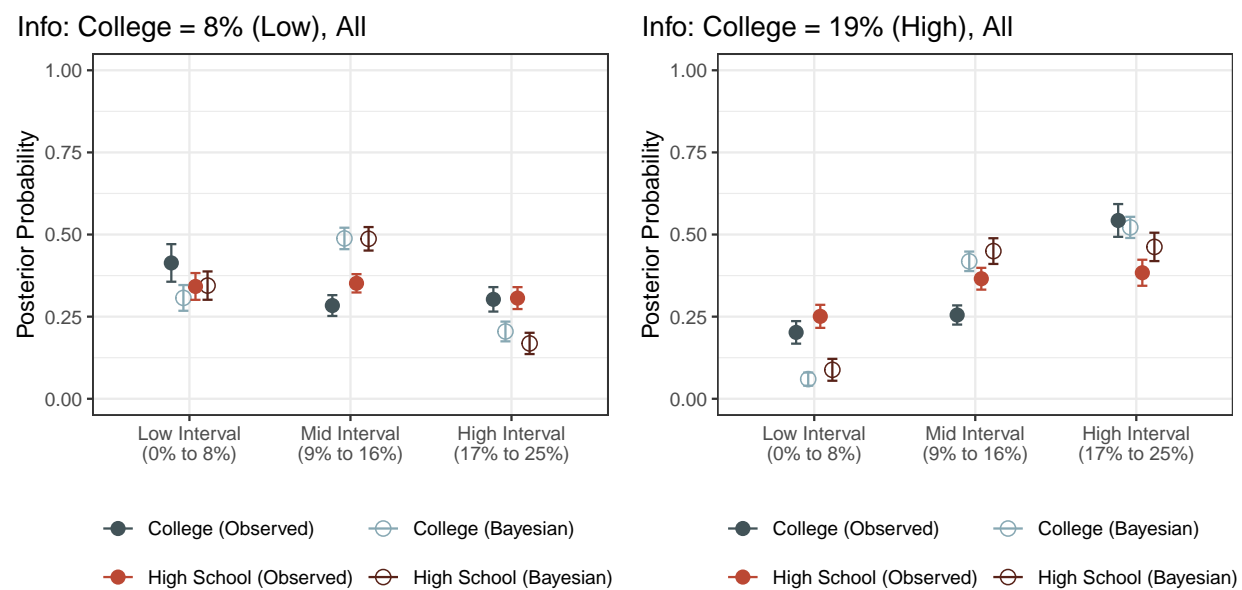 Info: College = 8% (Low), All
Posterior Probability
1.00
0.75
0.50
0.25
0.00
Low Interval
(0% to 8%)
Mid Interval
(9% to 16%)
High Interval
(17% to 25%)
College (Observed)
College (Bayesian)
High School (Observed)
High School (Bayesian)
Info: College = 19% (High), All
Posterior Probability
1.00
0.75
0.50
0.25
0.00
Low Interval
(0% to 8%)
Mid Interval
(9% to 16%)
High Interval
(17% to 25%)
College (Observed)
College (Bayesian)
High School (Observed)
High School (Bayesian)